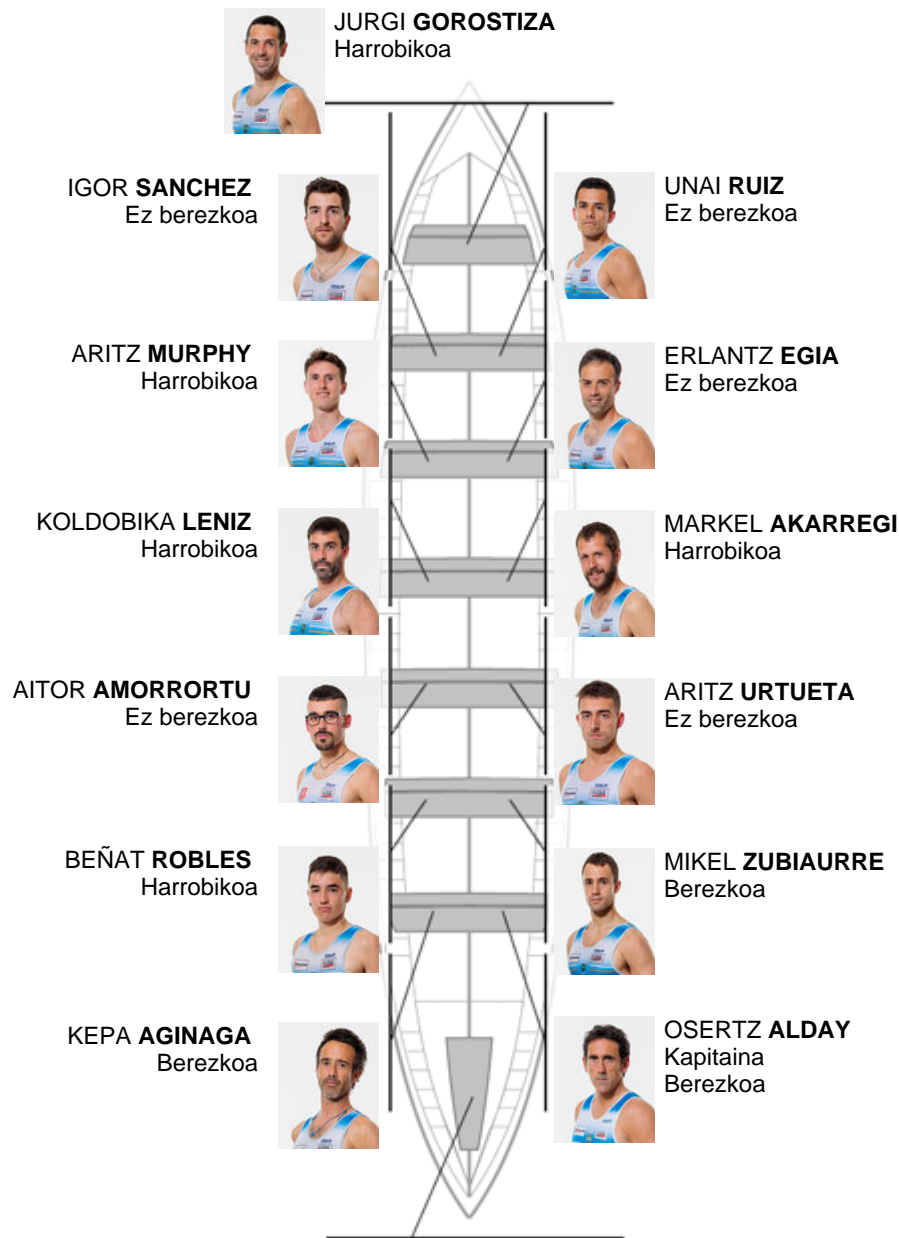 JURGI GOROSTIZA
Harrobikoa
IGOR SANCHEZ
Ez berezkoa
UNAI RUIZ
Ez berezkoa
ARITZ MURPHY
Harrobikoa
ERLANTZ EGIA
Ez berezkoa
KOLDOBIKA LENIZ
Harrobikoa
MARKEL AKARREGI
Harrobikoa
AITOR AMORRORTU
Ez berezkoa
ARITZ URTUETA
Ez berezkoa
BEÑAT ROBLES
Harrobikoa
MIKEL ZUBIAURRE
Berezkoa
KEPA AGINAGA
Berezkoa
OSERTZ ALDAY
Kapitaina
Berezkoa